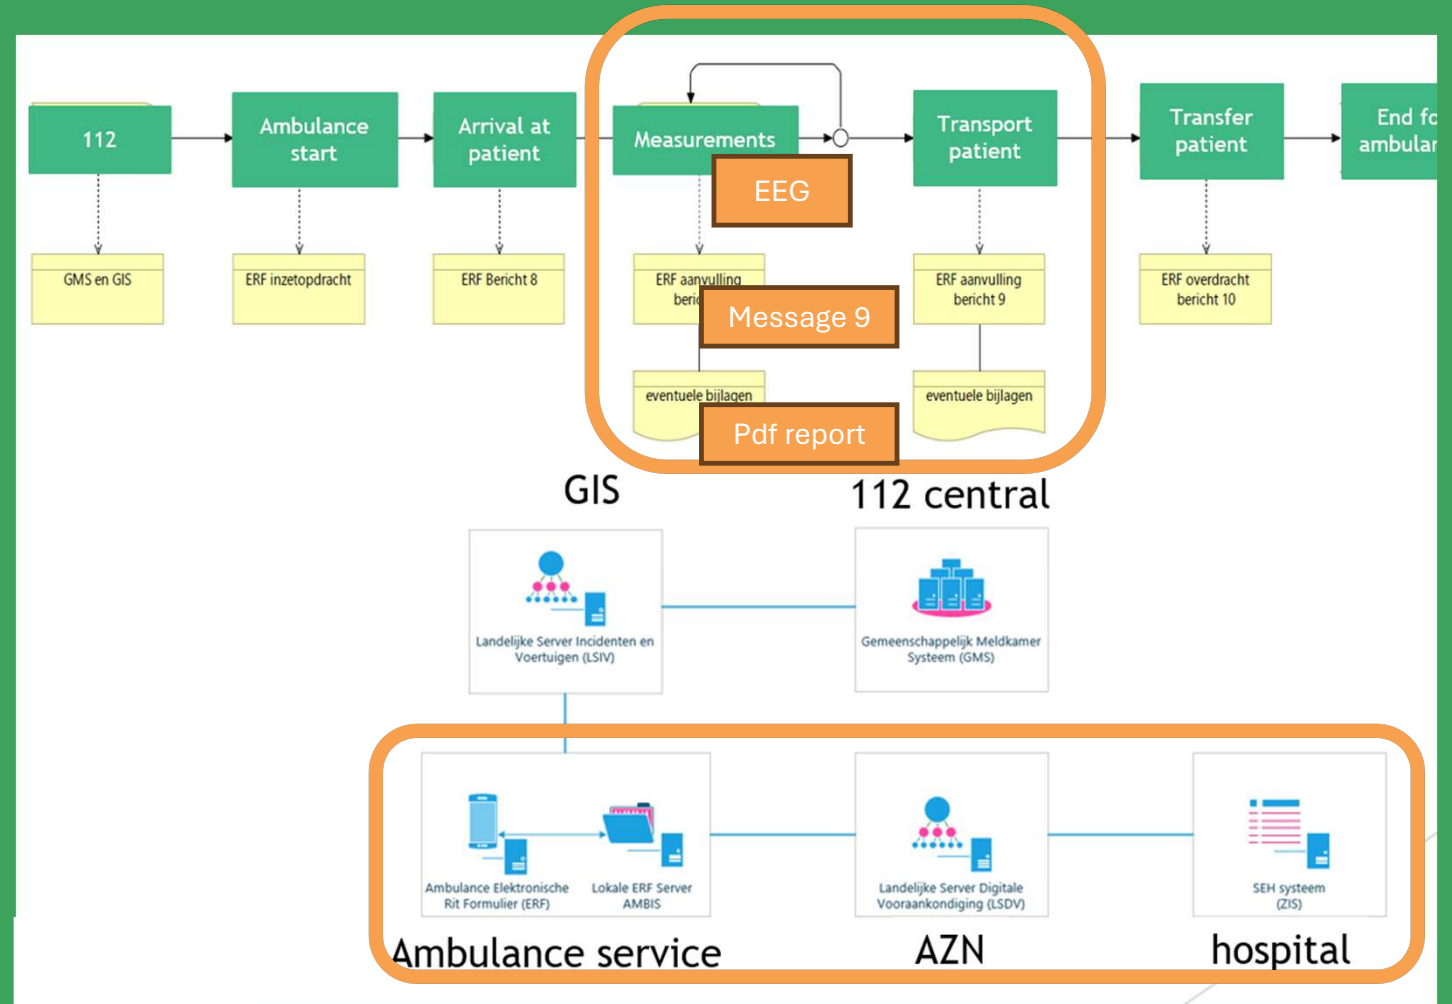 112
Ambulance
start
Arrival at
patient
Measurements
Transport
patient
Transfer
patient
End fo
ambulan
EEG
GMS en GIS
ERF inzetopdracht
ERF Bericht 8
ERF aanvulling
beric
ERF aanvulling
bericht 9
ERF overdracht
bericht 10
Message 9
eventuele bijlagen
eventuele bijlagen
Pdf report
GIS
112 central
Landelijke Server Incidenten en
Voertuigen (LSIV)
Gemeenschappelijk Meldkamer
Systeem (GMS)
Ambulance Elektronische
Rit Formulier (ERF)
Lokale ERF Server
AMBIS
Landelijke Server Digitale
Vooraankondiging (LSDV)
SEH systeem
(ZIS)
Ambulance service
AZN
hospital